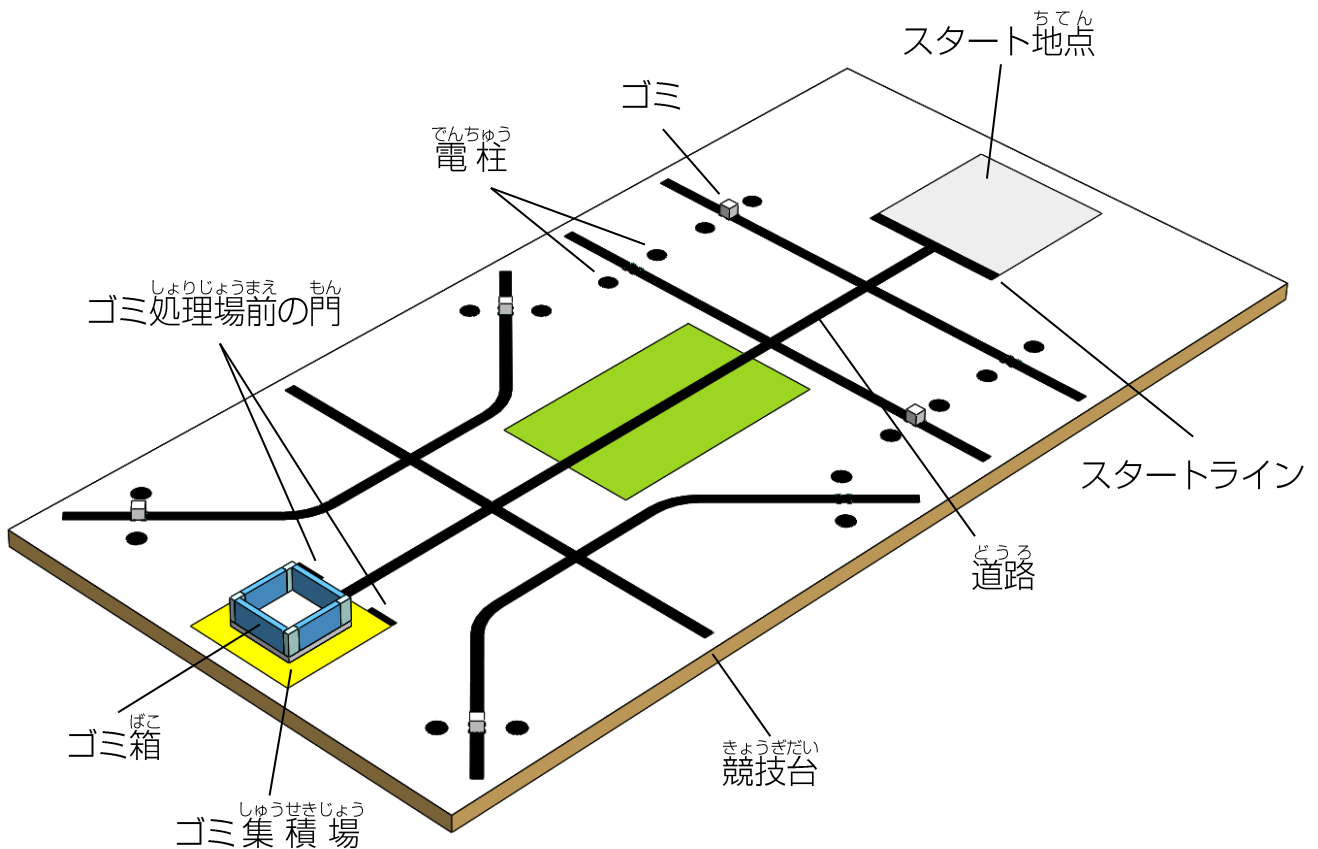 ちてん
スタート地点
ゴミ
でんちゅう
電柱
しょりじょうまえ もん
ゴミ処理場前の門
スタートライン
どうろ
道路
ばこ
ゴミ箱
きょうぎだい
競技台
しゅうせきじょう
ゴミ集積場